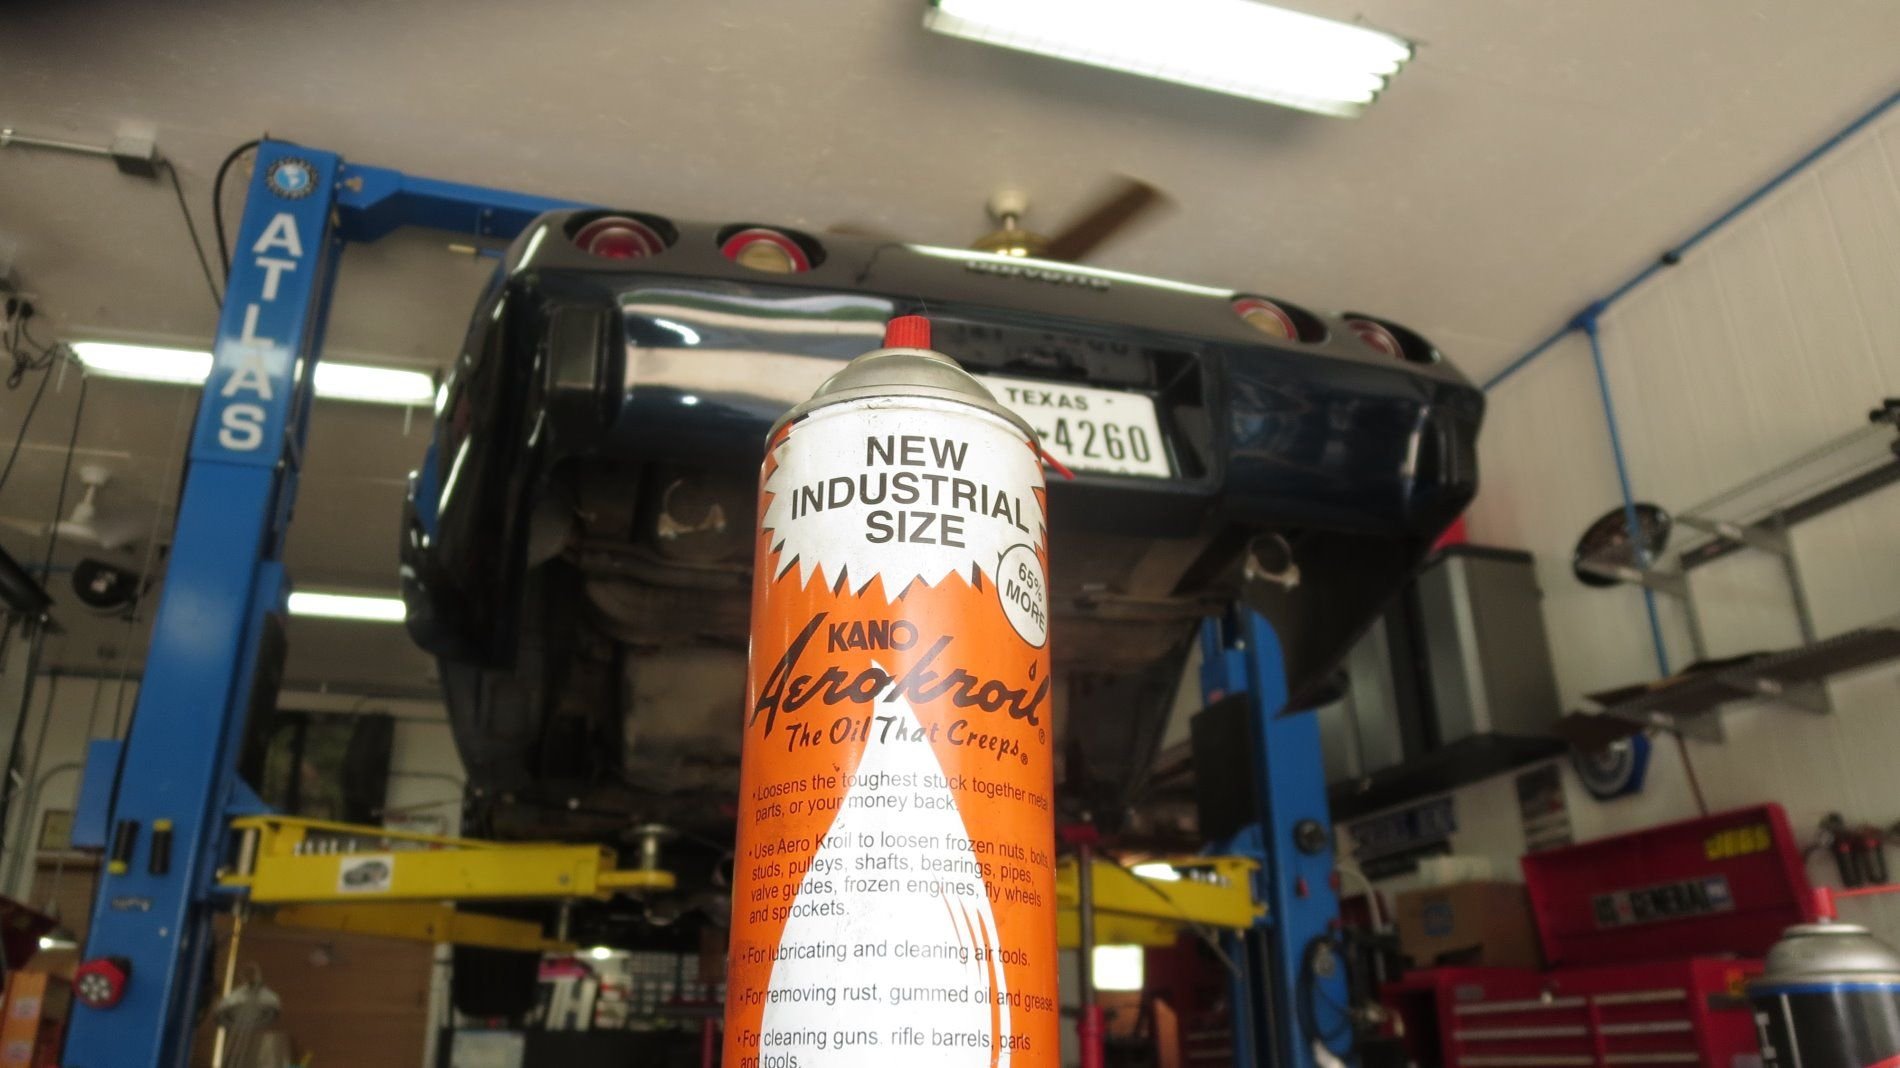 ATLAS
TEXAS
4260
NEW
INDUSTRIAL
SIZE
65%
MORE
KANO
Aerokroil®
The Oil That Creeps®
• Loosens the toughest stuck together metal
parts, or your money back.
• Use Aero Kroil to loosen frozen nuts, bolts
studs, pulleys, shafts, bearings, pipes,
valve guides, frozen engines, fly wheels
and sprockets.
• For lubricating and cleaning air tools.
• For removing rust, gummed oil and grease
• For cleaning guns, rifle barrels, parts
and tools.
JEGS
US GENERAL